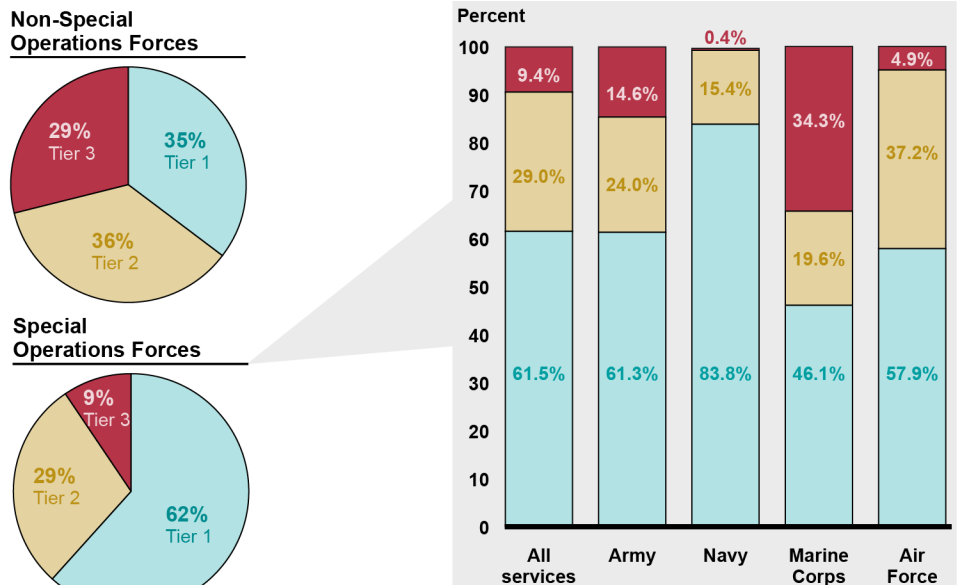 Non-Special
Operations Forces
29%
Tier 3
35%
Tier 1
36%
Tier 2
Special
Operations Forces
9%
Tier 3
29%
Tier 2
62%
Tier 1
Percent
100
90
80
70
60
50
40
30
20
10
0
9.4%
29.0%
61.5%
14.6%
24.0%
61.3%
0.4%
15.4%
83.8%
34.3%
19.6%
46.1%
4.9%
37.2%
57.9%
All
services
Army
Navy
Marine
Corps
Air
Force